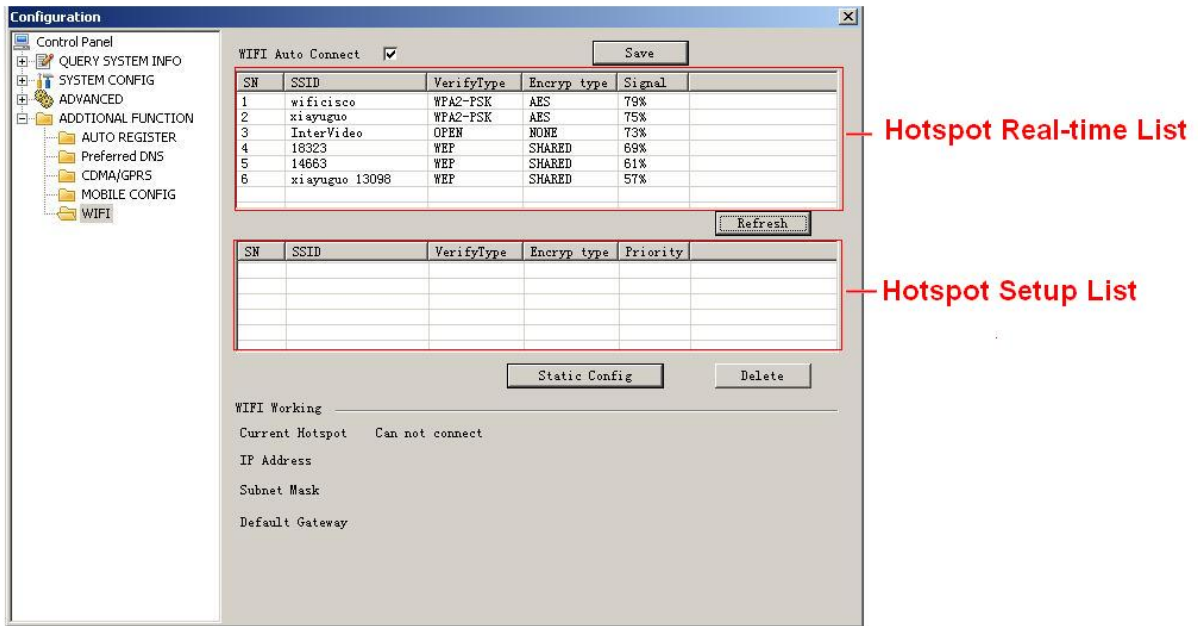 Configuration
Control Panel
QUERY SYSTEM INFO
SYSTEM CONFIG
ADVANCED
ADDTIONAL FUNCTION
AUTO REGISTER
Preferred DNS
CDMA/GPRS
MOBILE CONFIG
WIFI
WIFI Auto Connect Save
SN SSID VerifyType Encryp type Signal
1 wificisco WPA2-PSK AES 79%
2 xiayuguo WPA2-PSK AES 75%
3 InterVideo OPEN NONE 73%
4 18323 WEP SHARED 69%
5 14663 WEP SHARED 61%
6 xiayuguo 13098 WEP SHARED 57%
Hotspot Real-time List
Refresh
SN SSID VerifyType Encryp type Priority
Hotspot Setup List
Static Config Delete
WIFI Working
Current Hotspot Can not connect
IP Address
Subnet Mask
Default Gateway